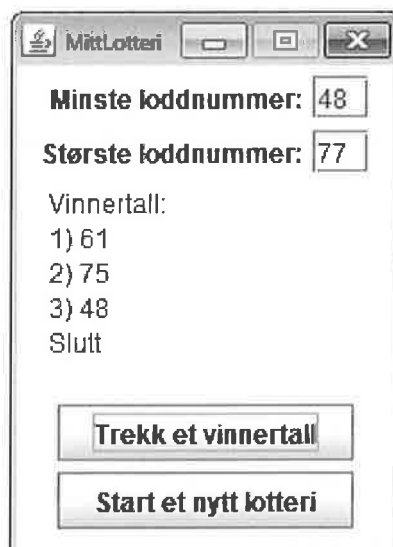 MittLotteri
Minste loddnummer: 48
Største loddnummer: 77
Vinnertall:
1) 61
2) 75
3) 48
Slutt
Trekk et vinnertall
Start et nytt lotteri